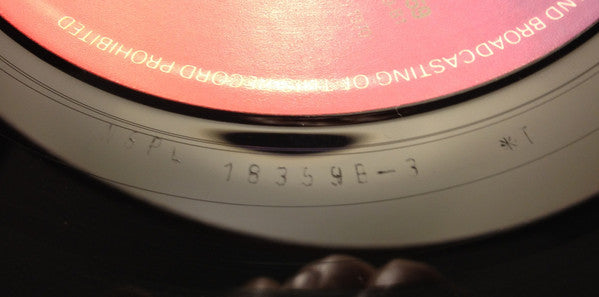 ND BROADCASTING OF THIS RECORD PROHIBITED
18359B-3 *T